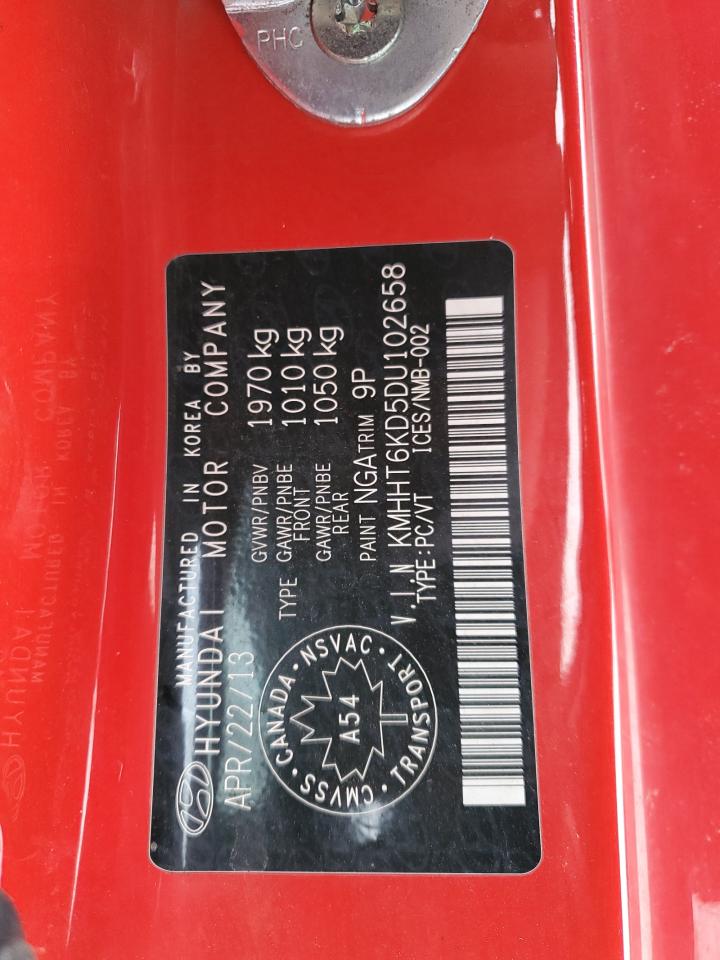 PHC
MANUFACTURED IN KOREA BY
HYUNDAI MOTOR COMPANY
APR/22/13
GVWR/PNBV 1970 kg
TYPE GAWR/PNBE FRONT 1010 kg
GAWR/PNBE REAR 1050 kg
PAINT NGA TRIM 9P
V.I.N KMHHT6KD5DU102658
TYPE:PC/VT ICES/NMB-002
CANADA · NSVAC · TRANSPORT · CMVSS ·
A54